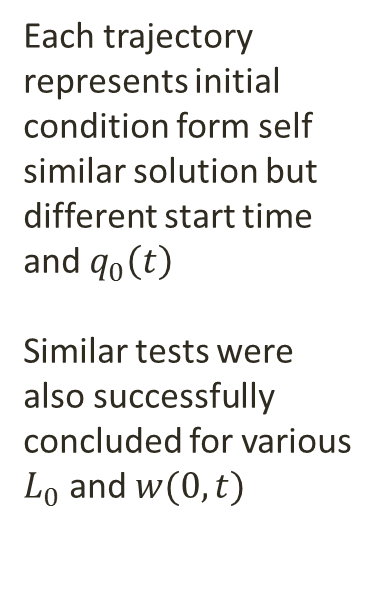 Each trajectory
represents initial
condition form self
similar solution but
different start time
and q₀(t)
Similar tests were
also successfully
concluded for various
L₀ and w(0, t)